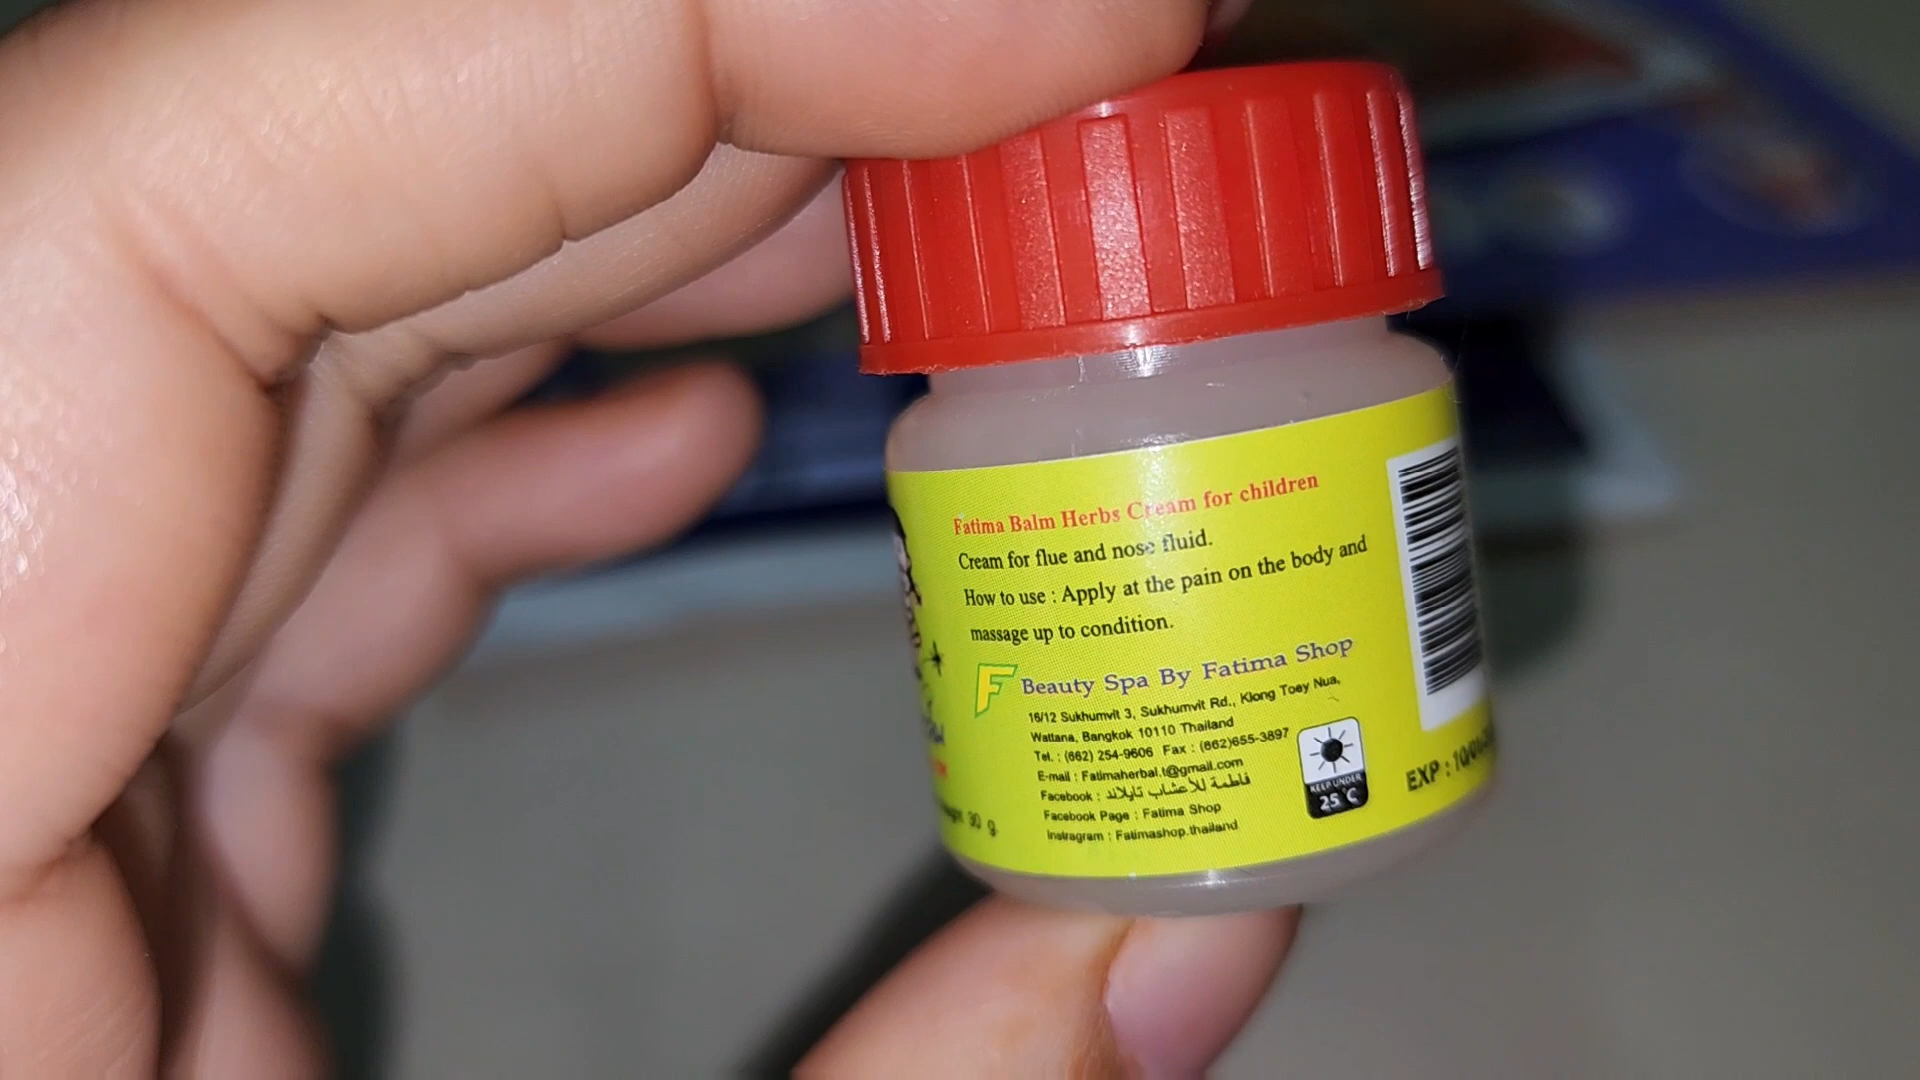 Fatima Balm Herbs Cream for children
Cream for flue and nose fluid.
How to use : Apply at the pain on the body and
massage up to condition.
F Beauty Spa By Fatima Shop
16/12 Sukhumvit 3, Sukhumvit Rd., Klong Toey Nua,
Wattana, Bangkok 10110 Thailand
Tel. : (662) 254-9606 Fax : (662)655-3897
E-mail : Fatimaherbal.t@gmail.com
Facebook : فاطمة للأعشاب تايلاند
Facebook Page : Fatima Shop
Instragram : Fatimashop.thailand
KEEP UNDER
25°C
EXP :
30 g.